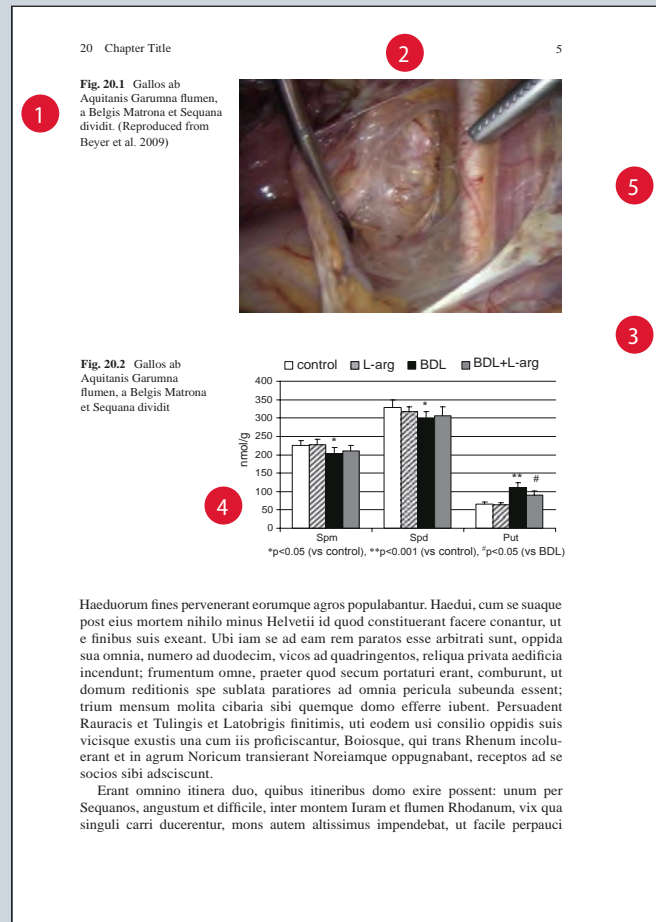 20 Chapter Title 5
2
1
Fig. 20.1 Gallos ab
Aquitanis Garumna flumen,
a Belgis Matrona et Sequana
dividit. (Reproduced from
Beyer et al. 2009)
5
3
Fig. 20.2 Gallos ab
Aquitanis Garumna
flumen, a Belgis Matrona
et Sequana dividit
control L-arg BDL BDL+L-arg
nmol/g
400
350
300
250
200
150
100
50
0
*
*
**
#
4
Spm Spd Put
*p<0.05 (vs control), **p<0.001 (vs control), #p<0.05 (vs BDL)
Haeduorum fines pervenerant eorumque agros populabantur. Haedui, cum se suaque
post eius mortem nihilo minus Helvetii id quod constituerant facere conantur, ut
e finibus suis exeant. Ubi iam se ad eam rem paratos esse arbitrati sunt, oppida
sua omnia, numero ad duodecim, vicos ad quadringentos, reliqua privata aedificia
incendunt; frumentum omne, praeter quod secum portaturi erant, comburunt, ut
domum reditionis spe sublata paratiores ad omnia pericula subeunda essent;
trium mensum molita cibaria sibi quemque domo efferre iubent. Persuadent
Rauracis et Tulingis et Latobrigis finitimis, uti eodem usi consilio oppidis suis
vicisque exustis una cum iis proficiscantur, Boiosque, qui trans Rhenum incolu-
erant et in agrum Noricum transierant Noreiamque oppugnabant, receptos ad se
socios sibi adsciscunt.
Erant omnino itinera duo, quibus itineribus domo exire possent: unum per
Sequanos, angustum et difficile, inter montem Iuram et flumen Rhodanum, vix qua
singuli carri ducerentur, mons autem altissimus impendebat, ut facile perpauci